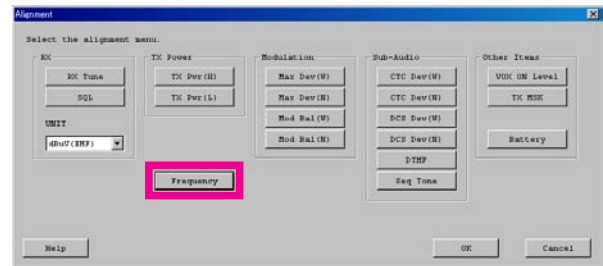 Alignment
Select the alignment menu.
RX
RX Tune
SQL
UNIT
dBuV(EMF)
TX Power
TX Pwr(H)
TX Pwr(L)
Frequency
Modulation
Max Dev(W)
Max Dev(N)
Mod Bal(W)
Mod Bal(N)
Sub-Audio
CTC Dev(W)
CTC Dev(N)
DCS Dev(W)
DCS Dev(N)
DTMF
Seq Tone
Other Items
VOX ON Level
TX MSK
Battery
Help
OK
Cancel